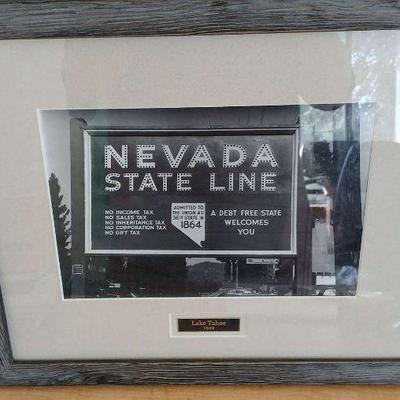 NEVADA
STATE LINE
NO INCOME TAX
NO SALES TAX
NO INHERITANCE TAX
NO CORPORATION TAX
NO GIFT TAX
ADMITTED TO
THE UNION AS
36TH STATE IN
1864
A DEBT FREE STATE
WELCOMES
YOU
Lake Tahoe